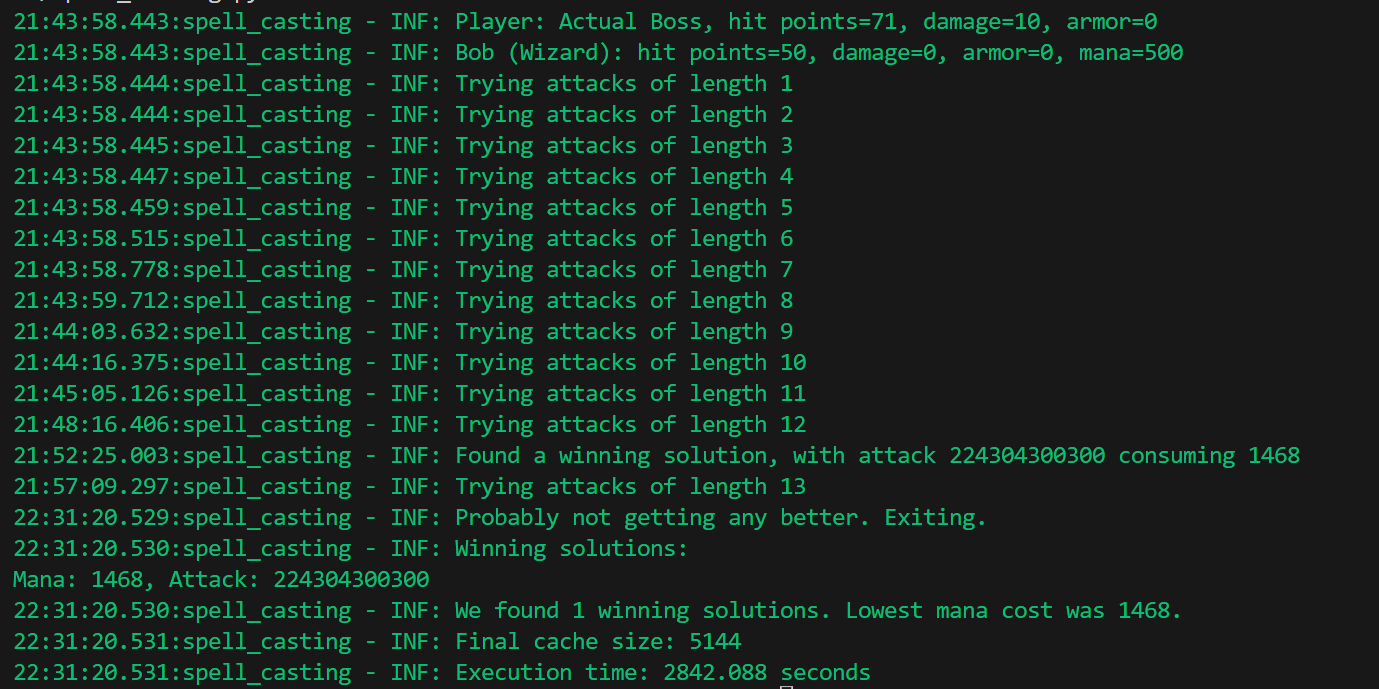 21:43:58.443:spell_casting - INF: Player: Actual Boss, hit points=71, damage=10, armor=0
21:43:58.443:spell_casting - INF: Bob (Wizard): hit points=50, damage=0, armor=0, mana=500
21:43:58.444:spell_casting - INF: Trying attacks of length 1
21:43:58.444:spell_casting - INF: Trying attacks of length 2
21:43:58.445:spell_casting - INF: Trying attacks of length 3
21:43:58.447:spell_casting - INF: Trying attacks of length 4
21:43:58.459:spell_casting - INF: Trying attacks of length 5
21:43:58.515:spell_casting - INF: Trying attacks of length 6
21:43:58.778:spell_casting - INF: Trying attacks of length 7
21:43:59.712:spell_casting - INF: Trying attacks of length 8
21:44:03.632:spell_casting - INF: Trying attacks of length 9
21:44:16.375:spell_casting - INF: Trying attacks of length 10
21:45:05.126:spell_casting - INF: Trying attacks of length 11
21:48:16.406:spell_casting - INF: Trying attacks of length 12
21:52:25.003:spell_casting - INF: Found a winning solution, with attack 224304300300 consuming 1468
21:57:09.297:spell_casting - INF: Trying attacks of length 13
22:31:20.529:spell_casting - INF: Probably not getting any better. Exiting.
22:31:20.530:spell_casting - INF: Winning solutions:
Mana: 1468, Attack: 224304300300
22:31:20.530:spell_casting - INF: We found 1 winning solutions. Lowest mana cost was 1468.
22:31:20.531:spell_casting - INF: Final cache size: 5144
22:31:20.531:spell_casting - INF: Execution time: 2842.088 seconds